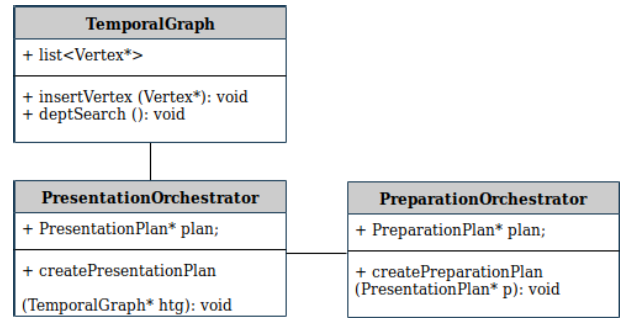 TemporalGraph
+ list<Vertex*>
+ insertVertex (Vertex*): void
+ deptSearch (): void
PresentationOrchestrator
+ PresentationPlan* plan;
+ createPresentationPlan
(TemporalGraph* htg): void
PreparationOrchestrator
+ PreparationPlan* plan;
+ createPreparationPlan
(PresentationPlan* p): void